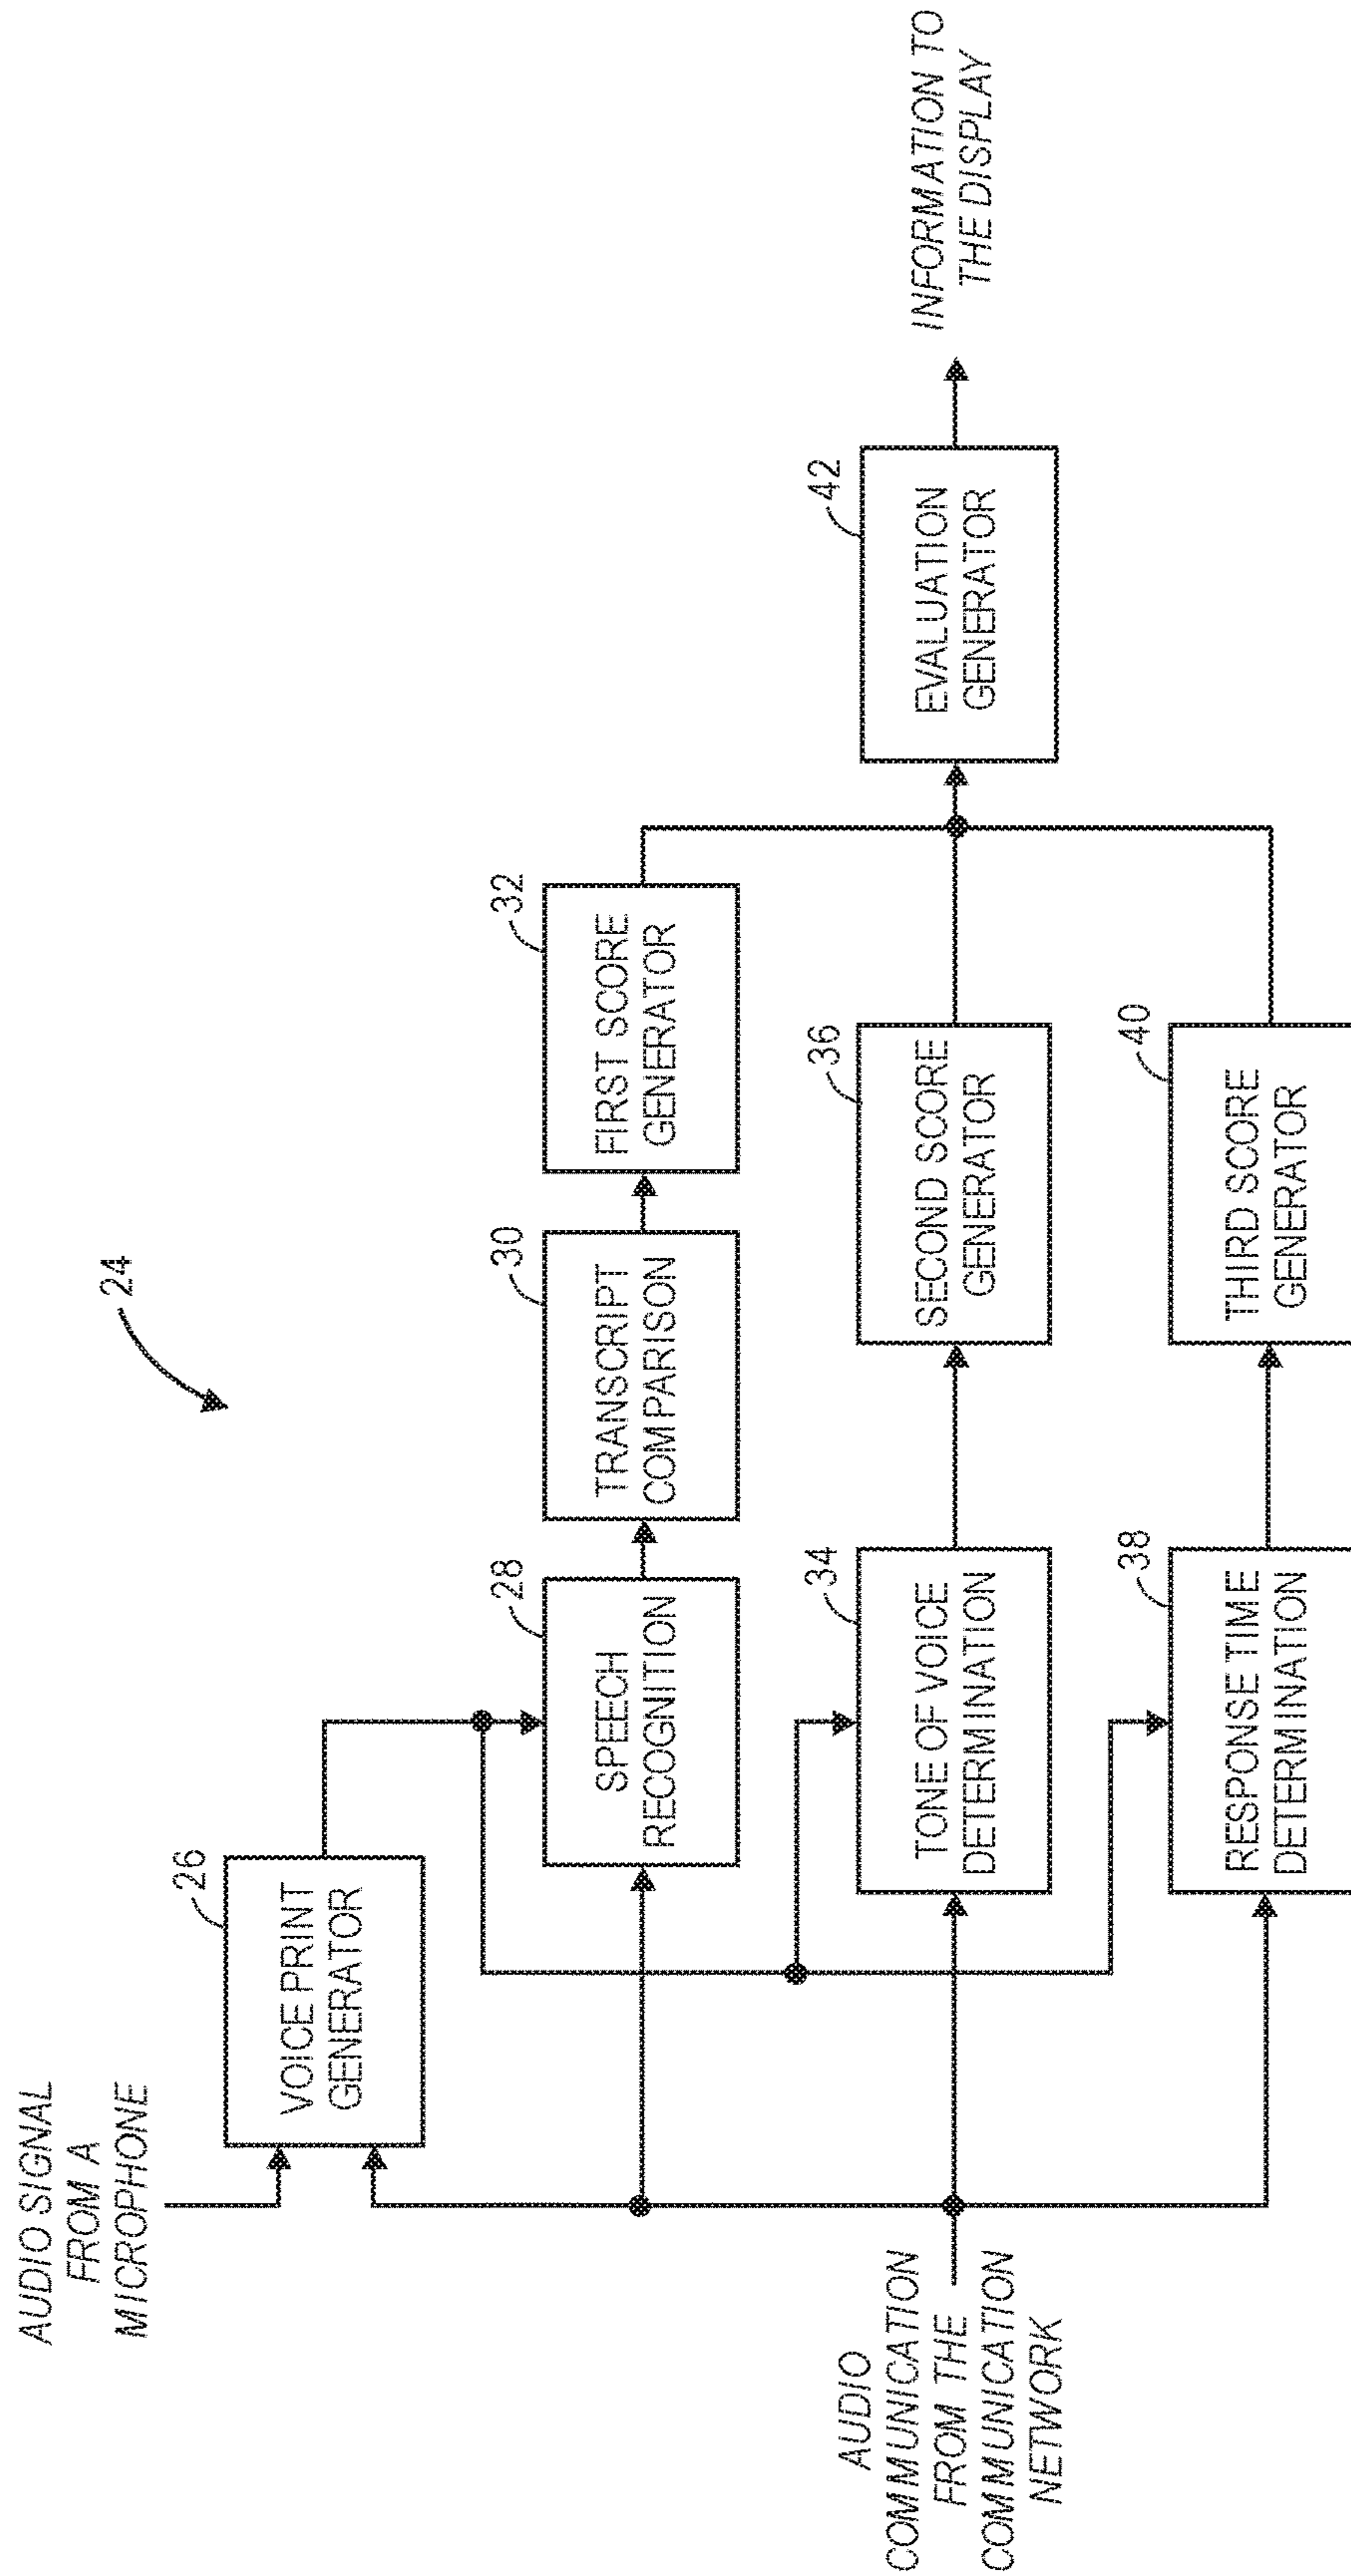 24
AUDIO SIGNAL
FROM A
MICROPHONE
26
VOICE PRINT
GENERATOR
28
SPEECH
RECOGNITION
30
TRANSCRIPT
COMPARISON
32
FIRST SCORE
GENERATOR
AUDIO
COMMUNICATION
FROM THE
COMMUNICATION
NETWORK
34
TONE OF VOICE
DETERMINATION
36
SECOND SCORE
GENERATOR
42
EVALUATION
GENERATOR
INFORMATION TO
THE DISPLAY
38
RESPONSE TIME
DETERMINATION
40
THIRD SCORE
GENERATOR